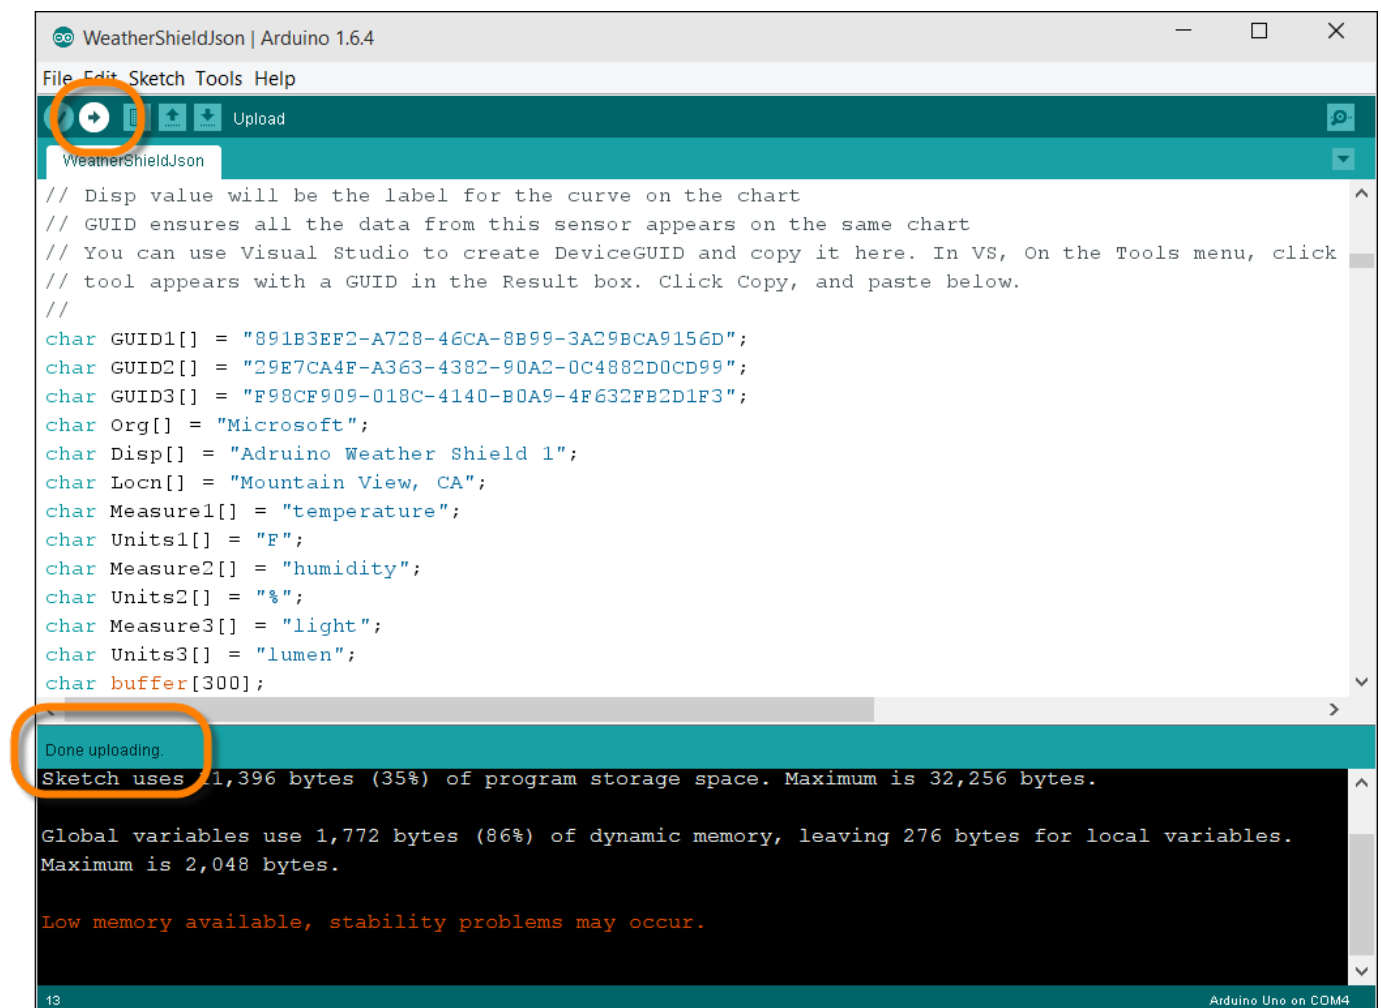 WeatherShieldJson | Arduino 1.6.4
File Edit Sketch Tools Help
Upload
WeatherShieldJson
// Disp value will be the label for the curve on the chart
// GUID ensures all the data from this sensor appears on the same chart
// You can use Visual Studio to create DeviceGUID and copy it here. In VS, On the Tools menu, click
// tool appears with a GUID in the Result box. Click Copy, and paste below.
//
char GUID1[] = "891B3EF2-A728-46CA-8B99-3A29BCA9156D";
char GUID2[] = "29E7CA4F-A363-4382-90A2-0C4882D0CD99";
char GUID3[] = "F98CF909-018C-4140-B0A9-4F632FB2D1F3";
char Org[] = "Microsoft";
char Disp[] = "Adruino Weather Shield 1";
char Locn[] = "Mountain View, CA";
char Measure1[] = "temperature";
char Units1[] = "F";
char Measure2[] = "humidity";
char Units2[] = "%";
char Measure3[] = "light";
char Units3[] = "lumen";
char buffer[300];
Done uploading.
Sketch uses 11,396 bytes (35%) of program storage space. Maximum is 32,256 bytes.
Global variables use 1,772 bytes (86%) of dynamic memory, leaving 276 bytes for local variables.
Maximum is 2,048 bytes.
Low memory available, stability problems may occur.
13
Arduino Uno on COM4